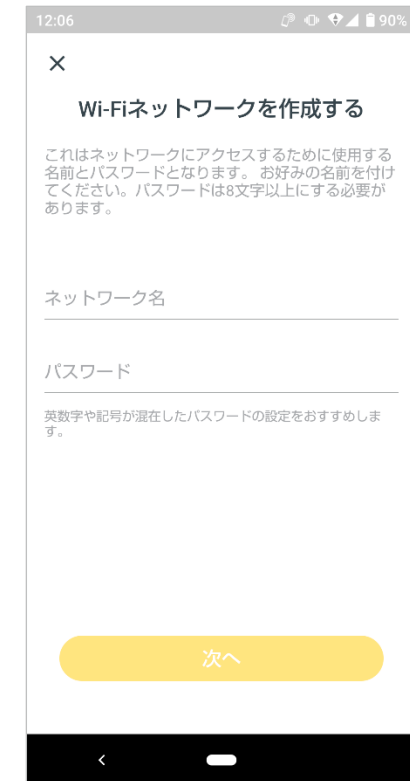 12:06
90%
Wi-Fiネットワークを作成する
これはネットワークにアクセスするために使用する
名前とパスワードとなります。 お好みの名前を付け
てください。パスワードは8文字以上にする必要が
あります。
ネットワーク名
パスワード
英数字や記号が混在したパスワードの設定をおすすめしま
す。
次へ